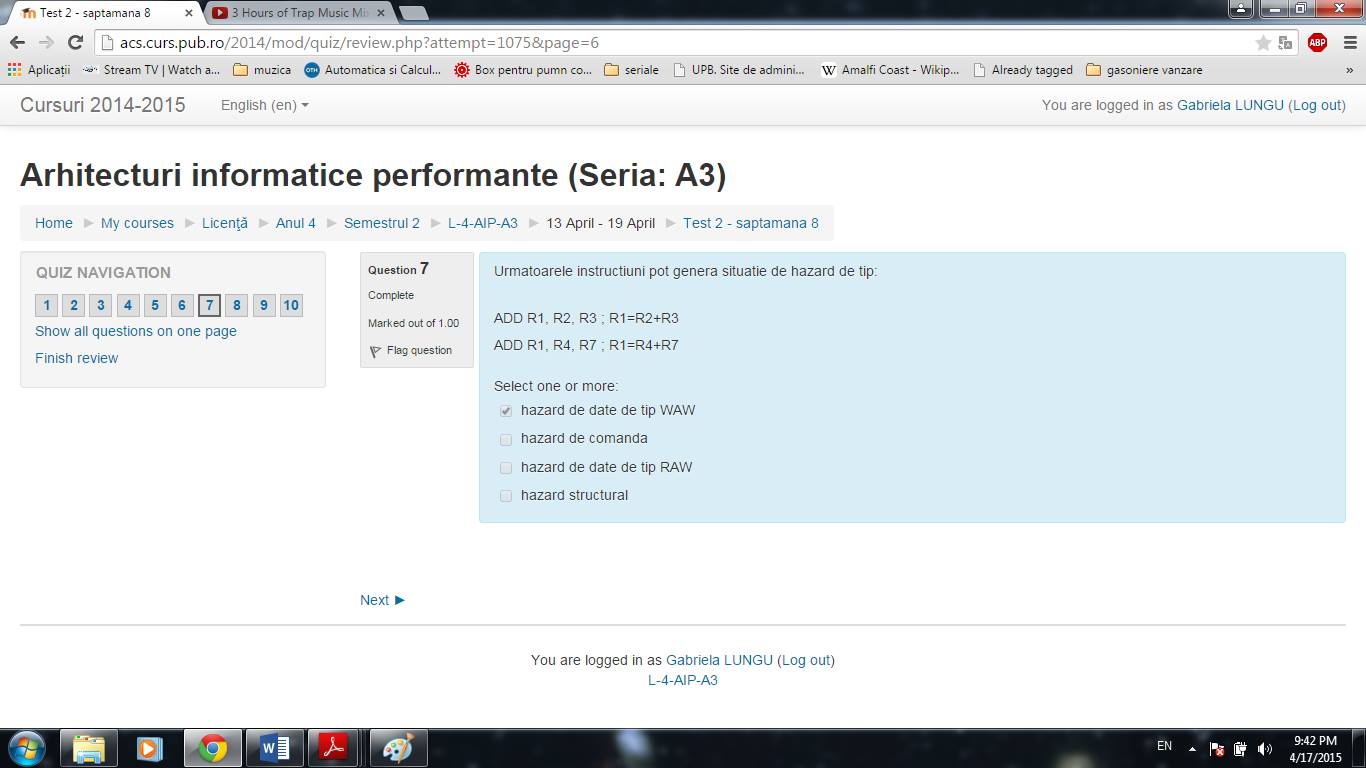 Test 2 - saptamana 8
3 Hours of Trap Music Mix
acs.curs.pub.ro/2014/mod/quiz/review.php?attempt=1075&page=6
ABP
Aplicații
Stream TV | Watch a...
muzica
Automatica si Calcul...
Box pentru pumn co...
seriale
UPB. Site de admini...
Amalfi Coast - Wikip...
Already tagged
gasoniere vanzare
»
Cursuri 2014-2015
English (en)
You are logged in as Gabriela LUNGU (Log out)
Arhitecturi informatice performante (Seria: A3)
Home ► My courses ► Licenţă ► Anul 4 ► Semestrul 2 ► L-4-AIP-A3 ► 13 April - 19 April ► Test 2 - saptamana 8
QUIZ NAVIGATION
1 2 3 4 5 6 7 8 9 10
Show all questions on one page
Finish review
Question 7
Complete
Marked out of 1.00
Flag question
Urmatoarele instructiuni pot genera situatie de hazard de tip:
ADD R1, R2, R3 ; R1=R2+R3
ADD R1, R4, R7 ; R1=R4+R7
Select one or more:
hazard de date de tip WAW
hazard de comanda
hazard de date de tip RAW
hazard structural
Next ►
You are logged in as Gabriela LUNGU (Log out)
L-4-AIP-A3
EN
9:42 PM
4/17/2015